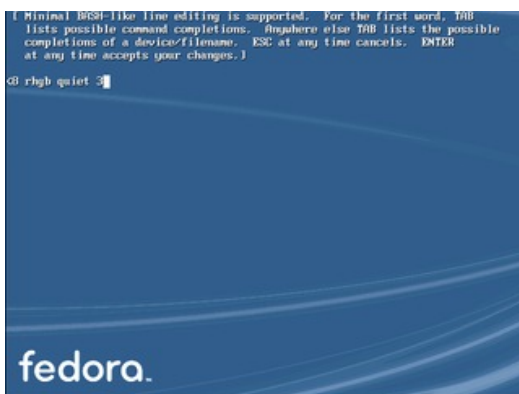 [ Minimal BASH-like line editing is supported.  For the first word, TAB
lists possible command completions.  Anywhere else TAB lists the possible
completions of a device/filename.  ESC at any time cancels.  ENTER
at any time accepts your changes.]
<8 rhgb quiet 3
fedora